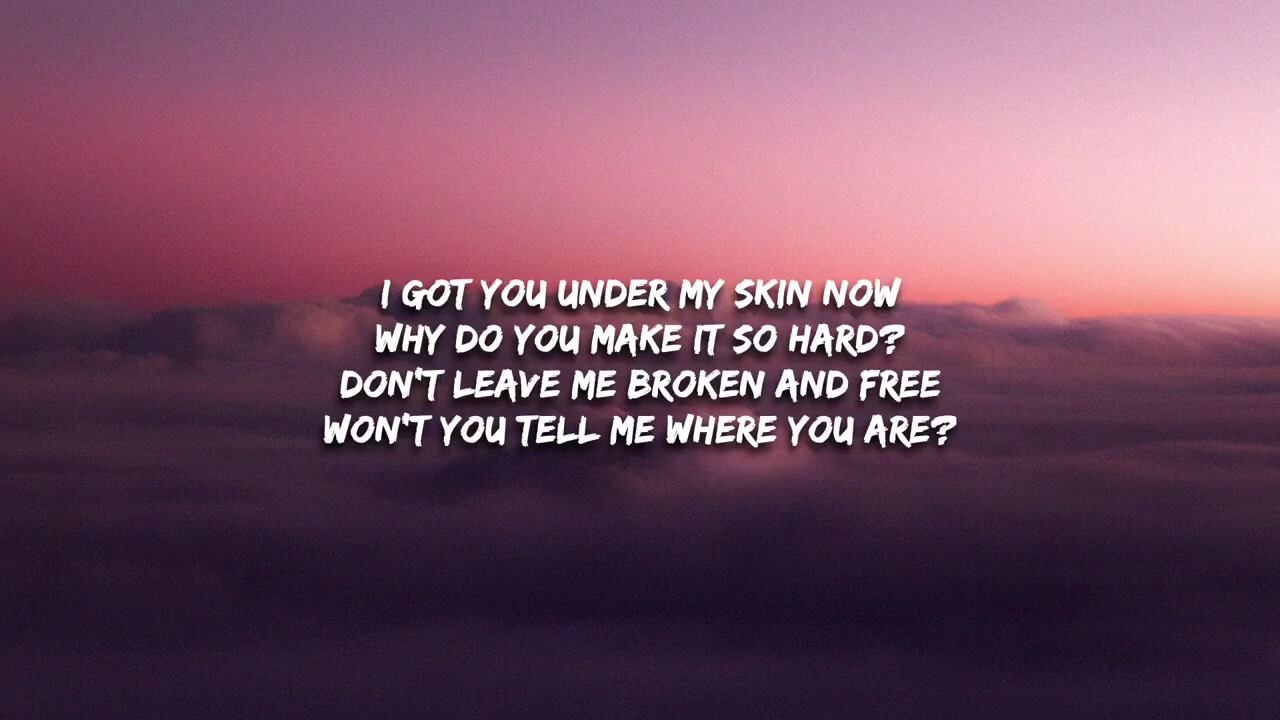 I GOT YOU UNDER MY SKIN NOW
WHY DO YOU MAKE IT SO HARD?
DON'T LEAVE ME BROKEN AND FREE
WON'T YOU TELL ME WHERE YOU ARE?